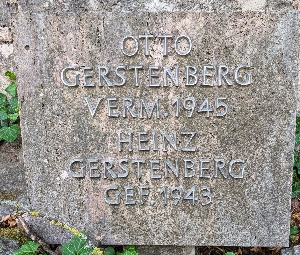 OTTO
GERSTENBERG
VERM. 1945
HEINZ
GERSTENBERG
GEF. 1943